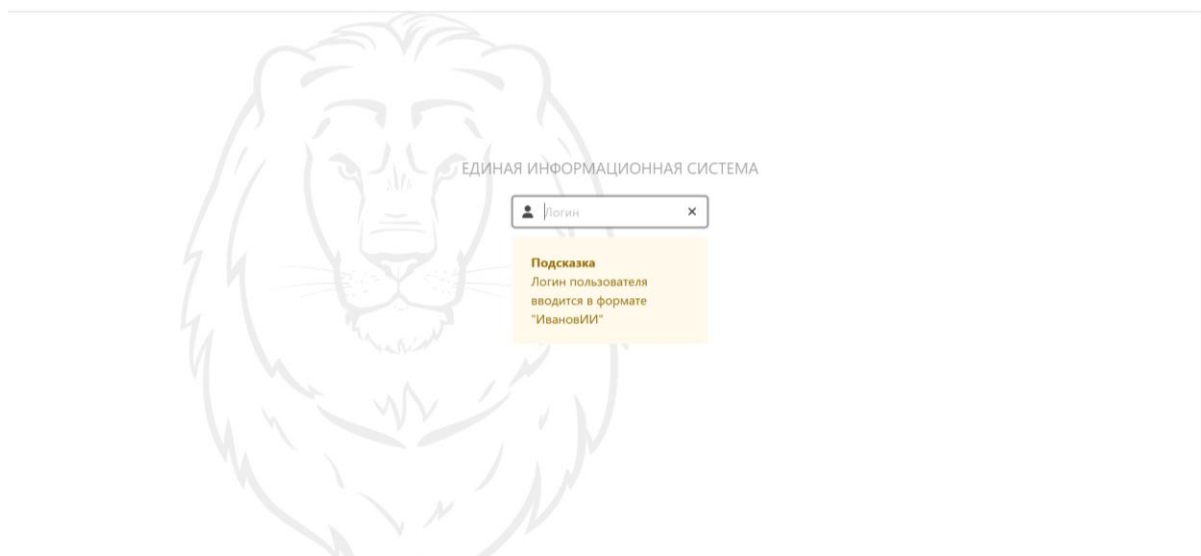 ЕДИНАЯ ИНФОРМАЦИОННАЯ СИСТЕМА
Логин
Подсказка
Логин пользователя
вводится в формате
"ИвановИИ"